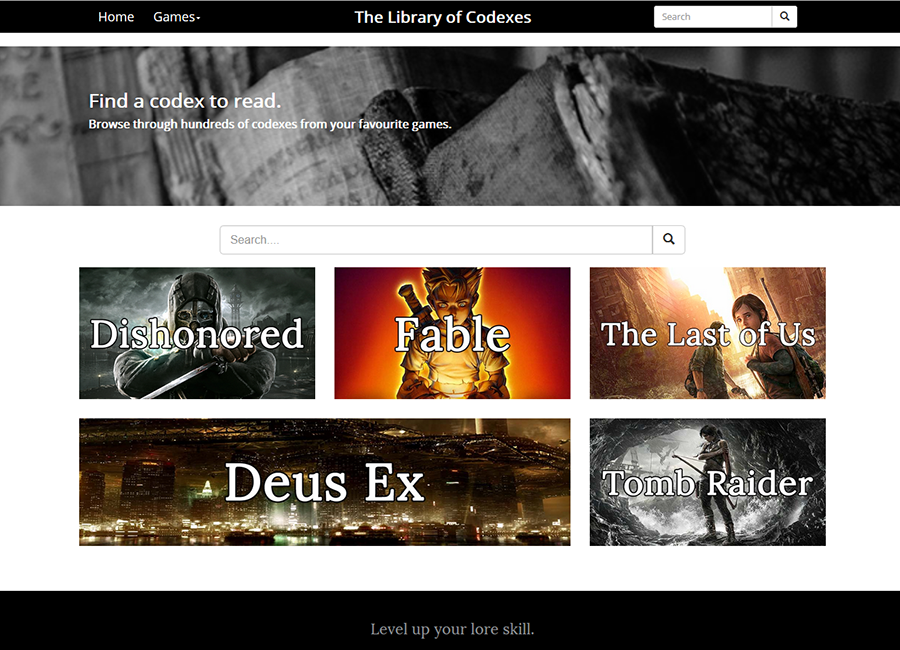 Home Games The Library of Codexes Search
Find a codex to read.
Browse through hundreds of codexes from your favourite games.
Search....
Dishonored Fable The Last of Us
Deus Ex Tomb Raider
Level up your lore skill.